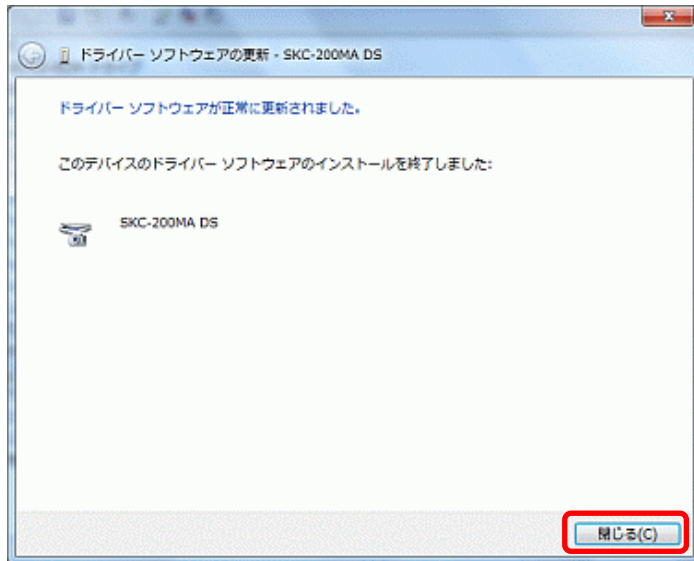 ドライバー ソフトウェアの更新 - SKC-200MA DS
ドライバー ソフトウェアが正常に更新されました。
このデバイスのドライバー ソフトウェアのインストールを終了しました:
SKC-200MA DS
閉じる(C)